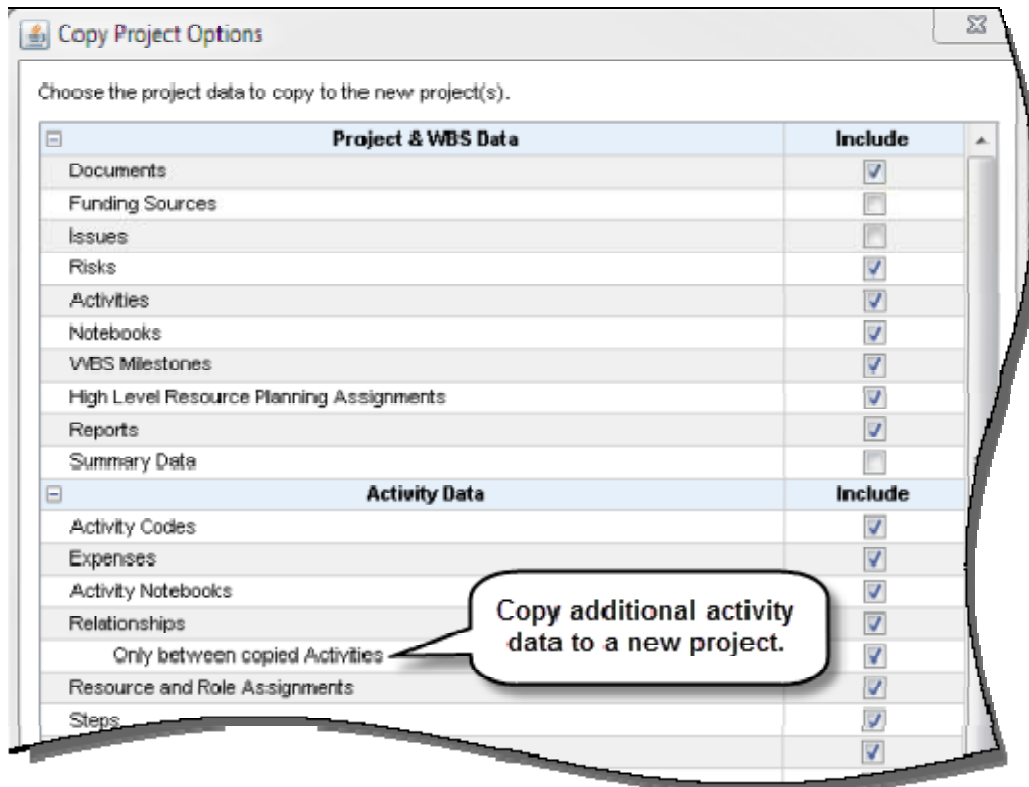 Copy Project Options
Choose the project data to copy to the new project(s).
Project & WBS Data Include
Documents
Funding Sources
Issues
Risks
Activities
Notebooks
WBS Milestones
High Level Resource Planning Assignments
Reports
Summary Data
Activity Data Include
Activity Codes
Expenses
Activity Notebooks
Relationships
Only between copied Activities
Copy additional activity
data to a new project.
Resource and Role Assignments
Steps